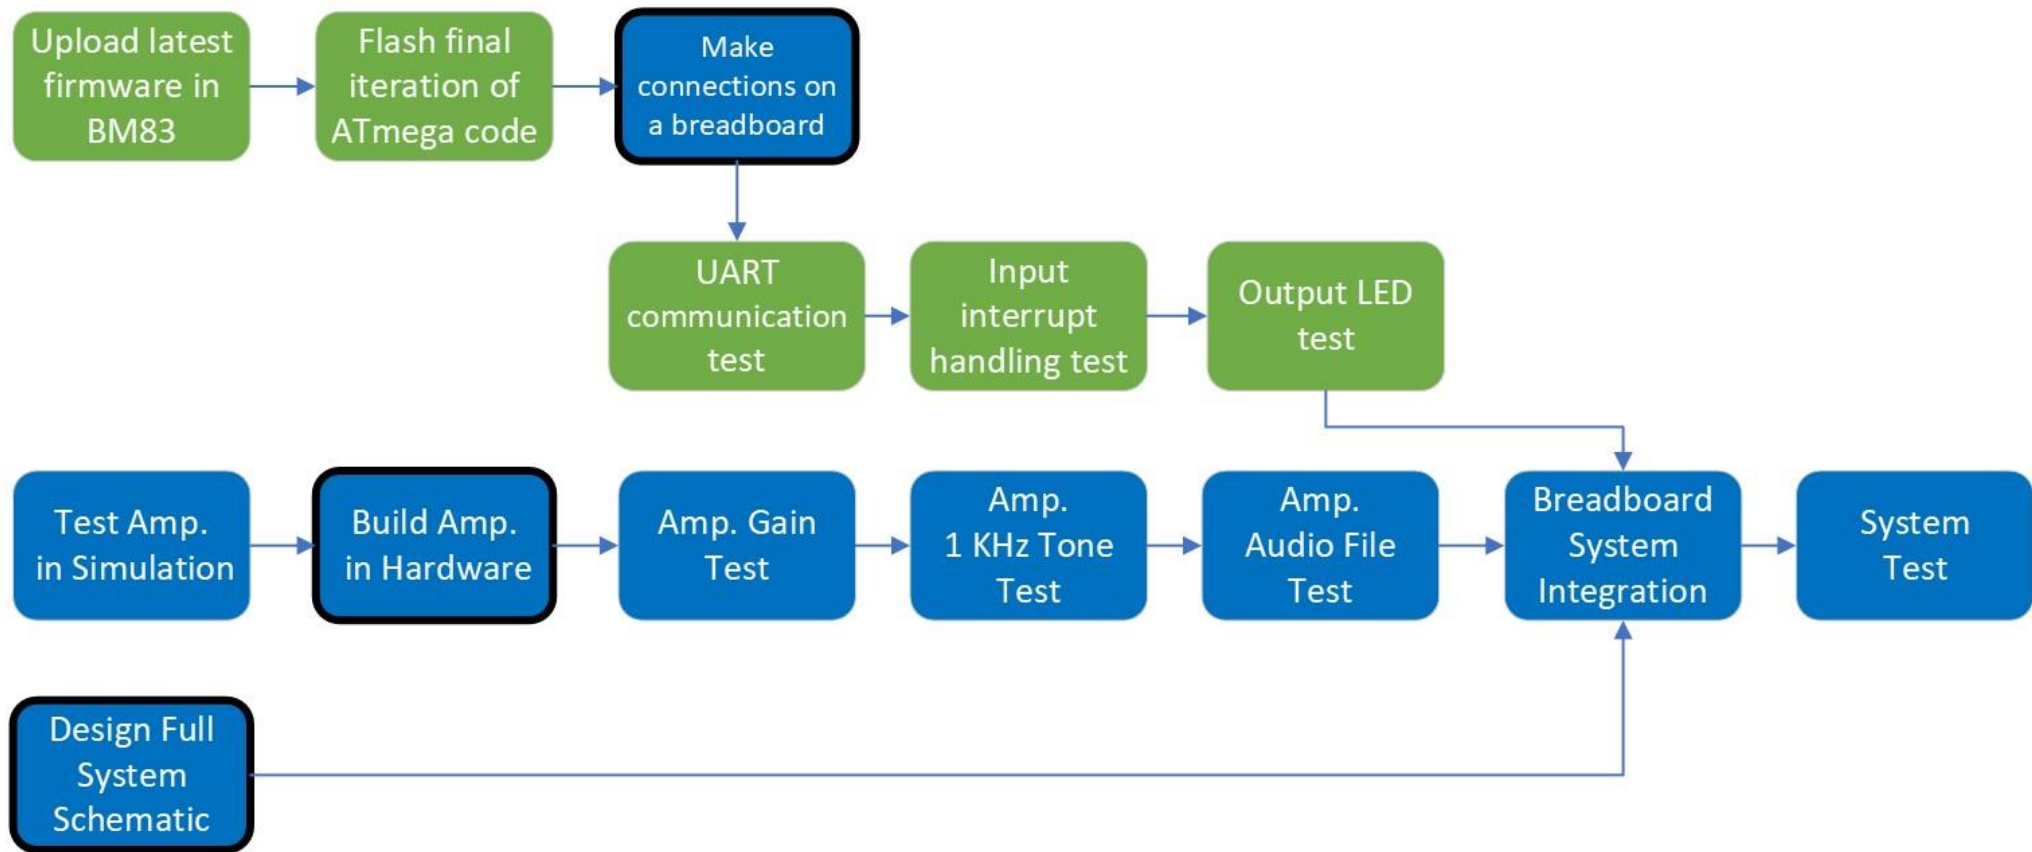 Upload latest
firmware in
BM83
Flash final
iteration of
ATmega code
Make
connections on
a breadboard
UART
communication
test
Input
interrupt
handling test
Output LED
test
Test Amp.
in Simulation
Build Amp.
in Hardware
Amp. Gain
Test
Amp.
1 KHz Tone
Test
Amp.
Audio File
Test
Breadboard
System
Integration
System
Test
Design Full
System
Schematic